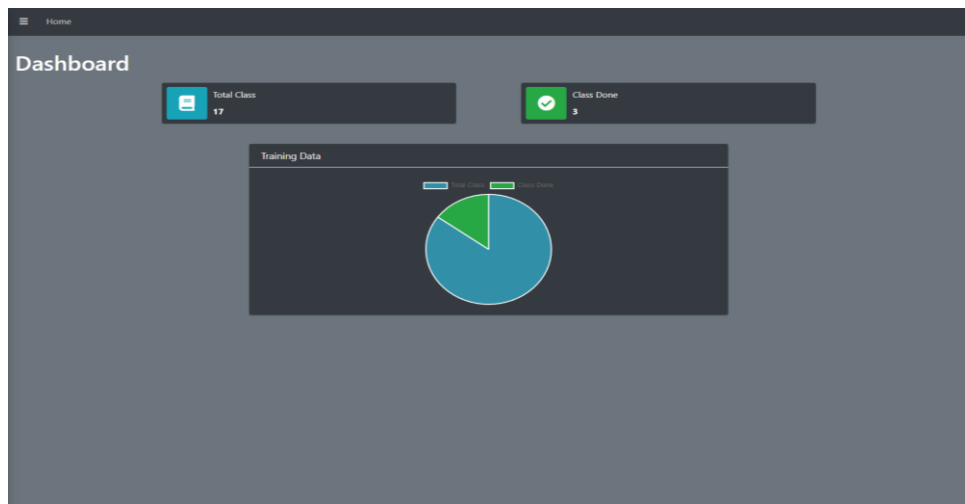 Home
Dashboard
Total Class
17
Class Done
3
Training Data
Total Class Class Done